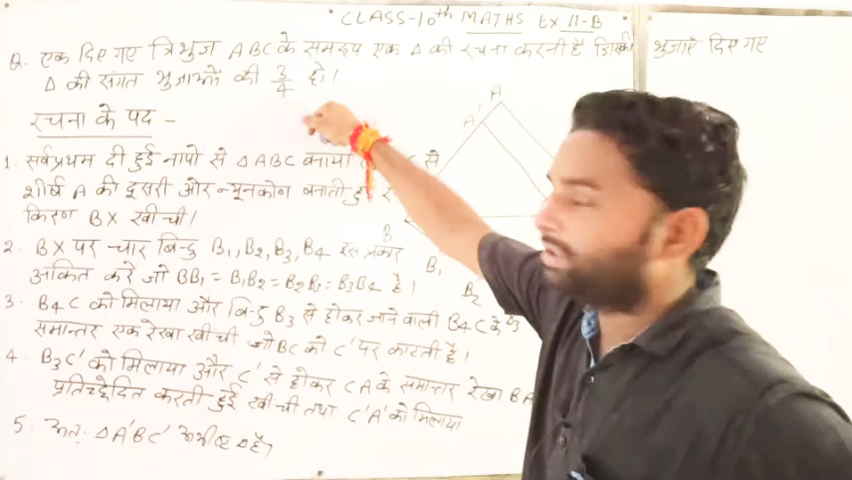 CLASS-10th MATHS Ex 11-B
Q. एक दिए गए त्रिभुज ABC के समरूप एक Δ की रचना करनी है जिसकी भुजाएँ दिए गए
Δ की संगत भुजाओं की 3/4 हो।
रचना के पद -
1. सर्वप्रथम दी हुई नापों से ΔABC बनाया C से
शीर्ष A की दूसरी ओर न्यूनकोण बनाती हुई
किरण BX खींची।
2. BX पर चार बिन्दु B1, B2, B3, B4 इस प्रकार
अंकित करें जो BB1 = B1B2 = B2B3 = B3B4 है।
3. B4C को मिलाया और बिन्दु B3 से होकर जाने वाली B4C के
समान्तर एक रेखा खींची जो BC को C' पर काटती है।
4. B3C' को मिलाया और C' से होकर CA के समान्तर रेखा BA
प्रतिच्छेदित करती हुई खींची तथा C'A' को मिलाया
5. अतः ΔA'BC' अभीष्ट Δ है।
A
A'
B
B1
B2
B3